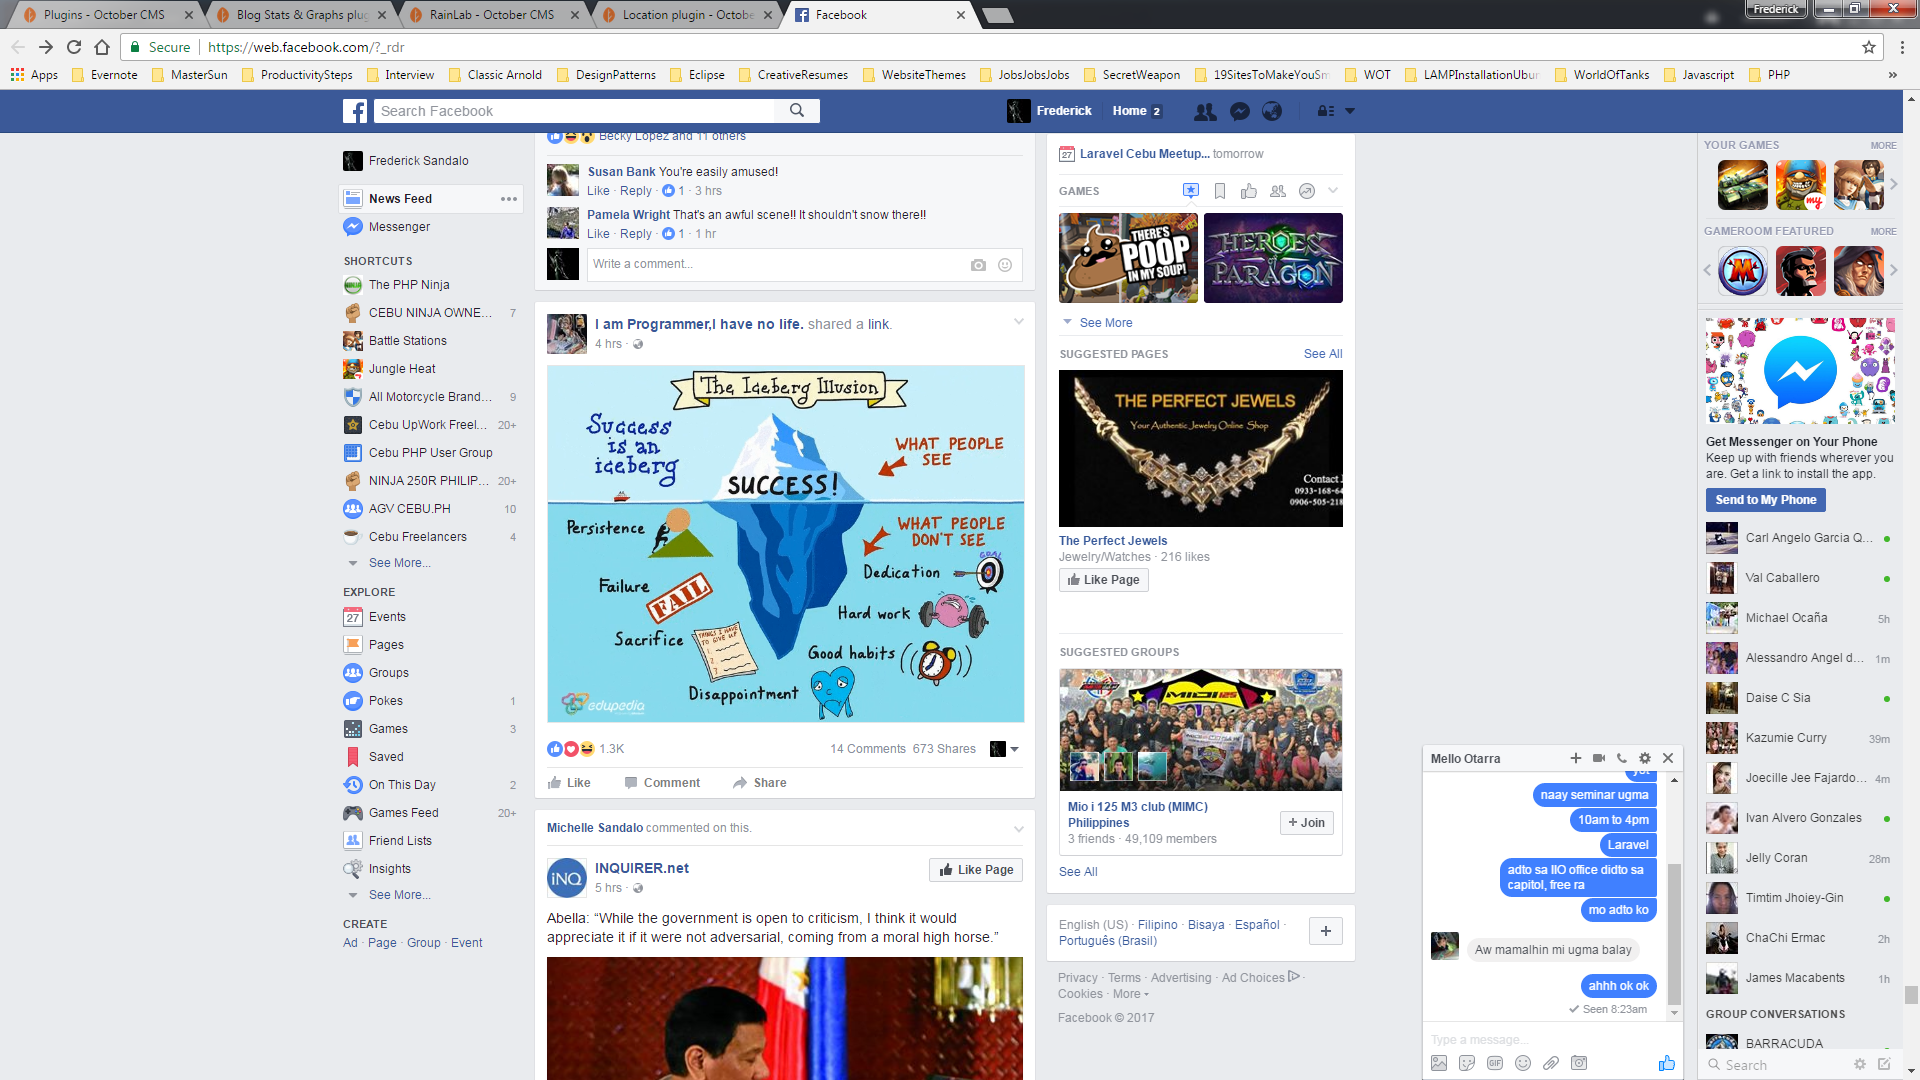 Plugins - October CMS
Blog Stats & Graphs plug
RainLab - October CMS
Location plugin - Octobe
Facebook
Frederick
Secure
https://web.facebook.com/?_rdr
Apps
Evernote
MasterSun
ProductivitySteps
Interview
Classic Arnold
DesignPatterns
Eclipse
CreativeResumes
WebsiteThemes
JobsJobsJobs
SecretWeapon
19SitesToMakeYouSm
WOT
LAMPInstallationUbun
WorldOfTanks
Javascript
PHP
»
Search Facebook
Frederick
Home 2
Frederick Sandalo
News Feed
Messenger
SHORTCUTS
The PHP Ninja
CEBU NINJA OWNE... 7
Battle Stations
Jungle Heat
All Motorcycle Brand... 9
Cebu UpWork Freel... 20+
Cebu PHP User Group
NINJA 250R PHILIP... 20+
AGV CEBU.PH 10
Cebu Freelancers 4
See More...
EXPLORE
27 Events
Pages
Groups
Pokes 1
Games 3
Saved
On This Day 2
Games Feed 20+
Friend Lists
Insights
See More...
CREATE
Ad · Page · Group · Event
Becky Lopez and 11 others
Susan Bank You're easily amused!
Like · Reply · 1 · 3 hrs
Pamela Wright That's an awful scene!! It shouldn't snow there!!
Like · Reply · 1 · 1 hr
Write a comment...
I am Programmer,I have no life. shared a link.
4 hrs ·
The Iceberg Illusion
Success
is an
iceberg
WHAT PEOPLE
SEE
SUCCESS!
Persistence
WHAT PEOPLE
DON'T SEE
GOAL
Dedication
Failure
FAIL
Hard work
Sacrifice
THINGS I HAVE
TO GIVE UP
1.
2.
3.
Good habits
Disappointment
edupedia
1.3K
14 Comments 673 Shares
Like
Comment
Share
Michelle Sandalo commented on this.
iNQ
INQUIRER.net
5 hrs ·
Like Page
Abella: “While the government is open to criticism, I think it would
appreciate it if it were not adversarial, coming from a moral high horse.”
27 Laravel Cebu Meetup... tomorrow
GAMES
THERE'S
POOP
IN MY SOUP!
HEROES
of
PARAGON
See More
SUGGESTED PAGES
See All
THE PERFECT JEWELS
Your Authentic Jewelry Online Shop
Contact
0933-168-64
0906-505-218
The Perfect Jewels
Jewelry/Watches · 216 likes
Like Page
SUGGESTED GROUPS
Mio i 125 M3 club (MIMC)
Philippines
3 friends · 49,109 members
+ Join
See All
English (US) · Filipino · Bisaya · Español ·
Português (Brasil)
+
Privacy · Terms · Advertising · Ad Choices ·
Cookies · More
Facebook © 2017
YOUR GAMES
MORE
my
GAMEROOM FEATURED
MORE
M
Get Messenger on Your Phone
Keep up with friends wherever you
are. Get a link to install the app.
Send to My Phone
Carl Angelo Garcia Q...
Val Caballero
Michael Ocaña 5h
Alessandro Angel d... 1m
Daise C Sia
Kazumie Curry 39m
Joecille Jee Fajardo... 4m
Ivan Alvero Gonzales
Jelly Coran 28m
Timtim Jhoiey-Gin
ChaChi Ermac 2h
James Macabents 1h
GROUP CONVERSATIONS
BARRACUDA
Search
Mello Otarra
yot
naay seminar ugma
10am to 4pm
Laravel
adto sa IIO office didto sa
capitol, free ra
mo adto ko
Aw mamalhin mi ugma balay
ahhh ok ok
Seen 8:23am
Type a message...
GIF